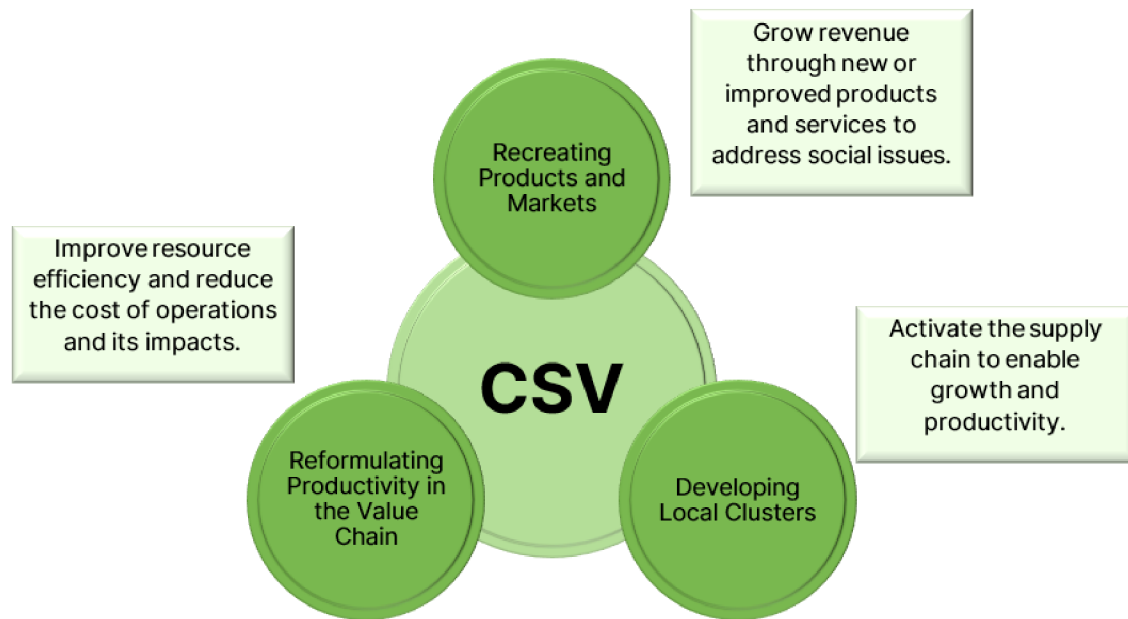 Grow revenue
through new or
improved products
and services to
address social issues.
Recreating
Products and
Markets
Improve resource
efficiency and reduce
the cost of operations
and its impacts.
CSV
Activate the supply
chain to enable
growth and
productivity.
Reformulating
Productivity in
the Value
Chain
Developing
Local Clusters